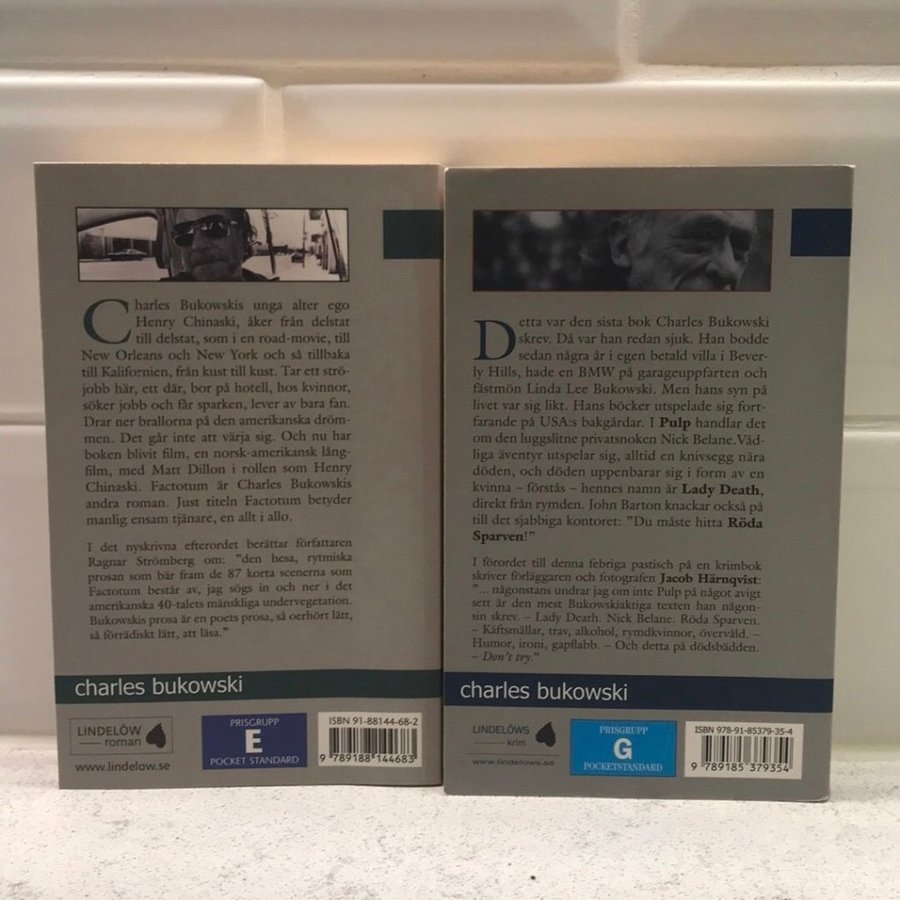 Charles Bukowskis unga alter ego
Henry Chinaski, åker från delstat
till delstat, som i en road-movie, till
New Orleans och New York och så tillbaka
till Kalifornien, från kust till kust. Tar ett strö-
jobb här, ett där, bor på hotell, hos kvinnor,
söker jobb och får sparken, lever av bara fan.
Drar ner brallorna på den amerikanska dröm-
men. Det går inte att värja sig. Och nu har
boken blivit film, en norsk-amerikansk lång-
film, med Matt Dillon i rollen som Henry
Chinaski. Factotum är Charles Bukowskis
andra roman. Just titeln Factotum betyder
manlig ensam tjänare, en allt i allo.
I det nyskrivna efterordet berättar författaren
Ragnar Strömberg om: "den hesa, rytmiska
prosan som bär fram de 87 korta scenerna som
Factotum består av, jag sögs in och ner i det
amerikanska 40-talets mänskliga undervegetation.
Bukowskis prosa är en poets prosa, så oerhört lätt,
så förrädiskt lätt, att läsa."
charles bukowski
LINDELÖW
roman
www.lindelow.se
PRISGRUPP
E
POCKET STANDARD
ISBN 91-88144-68-2
9 789188 144683
Detta var den sista bok Charles Bukowski
skrev. Då var han redan sjuk. Han bodde
sedan några år i egen betald villa i Bever-
ly Hills, hade en BMW på garageuppfarten och
fästmön Linda Lee Bukowski. Men hans syn på
livet var sig likt. Hans böcker utspelade sig fort-
farande på USA:s bakgårdar. I Pulp handlar det
om den luggslitne privatsnoken Nick Belane. Våd-
liga äventyr utspelar sig, alltid en knivsegg nära
döden, och döden uppenbarar sig i form av en
kvinna – förstås – hennes namn är Lady Death,
direkt från rymden. John Barton knackar också på
till det sjabbiga kontoret: "Du måste hitta Röda
Sparven!"
I förordet till denna febriga pastisch på en krimbok
skriver förläggaren och fotografen Jacob Härnqvist:
"... någonstans undrar jag om inte Pulp på något avigt
sett är den mest Bukowskiaktiga texten han någon-
sin skrev. – Lady Death. Nick Belane. Röda Sparven.
– Käftsmällar, trav, alkohol, rymdkvinnor, övervåld. –
Humor, ironi, gapflabb. – Och detta på dödsbädden.
– Don's try."
charles bukowski
LINDELÖWS
krim
www.lindelows.se
PRISGRUPP
G
POCKETSTANDARD
ISBN 978-91-85379-35-4
9 789185 379354